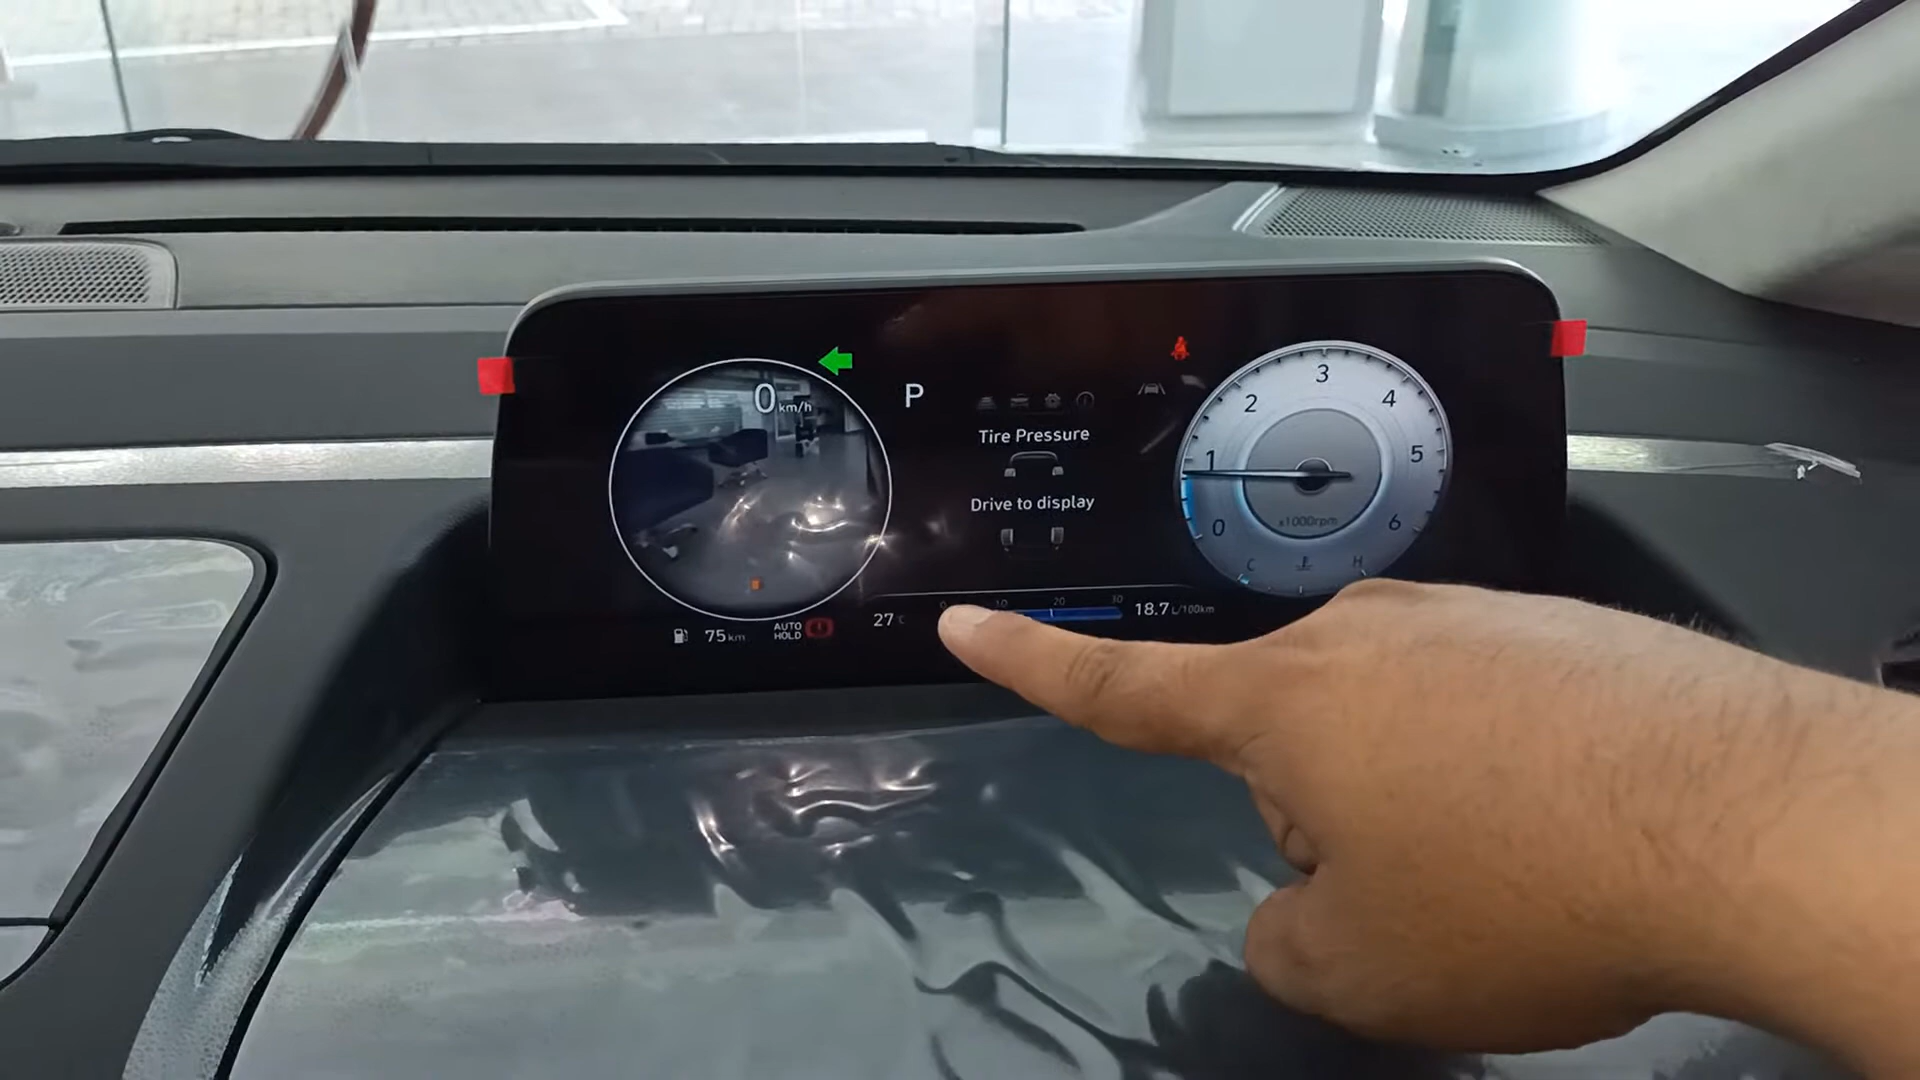 0 km/h
P
Tire Pressure
Drive to display
0 10 20 30
27°C
18.7 L/100km
75 km
AUTO
HOLD
0 1 2 3 4 5 6
x1000rpm
C H